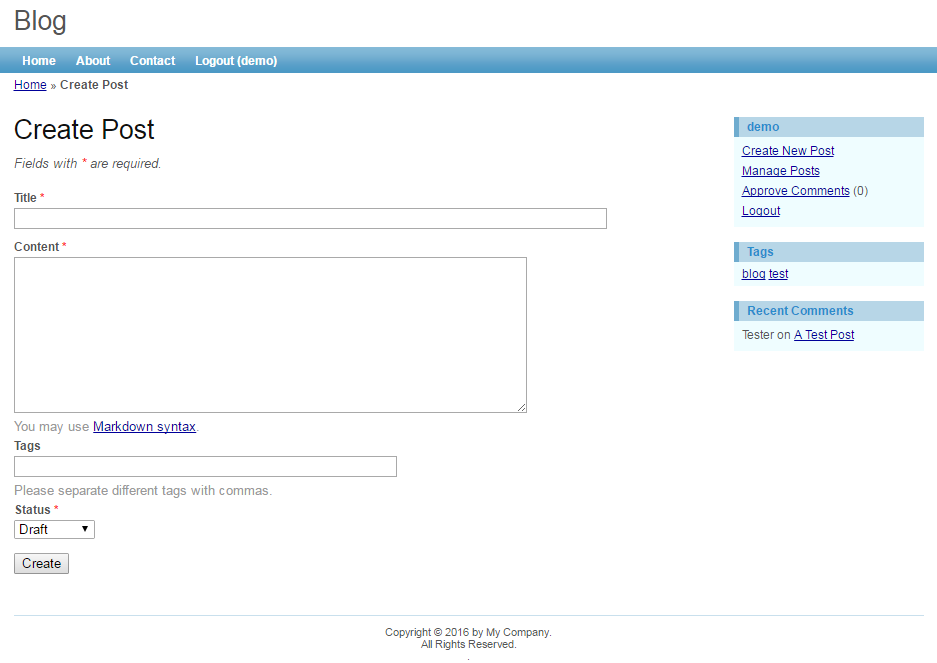 Blog
Home About Contact Logout (demo)
Home » Create Post
Create Post
Fields with * are required.
Title *
Content *
You may use Markdown syntax.
Tags
Please separate different tags with commas.
Status *
Draft
Create
demo
Create New Post
Manage Posts
Approve Comments (0)
Logout
Tags
blog test
Recent Comments
Tester on A Test Post
Copyright © 2016 by My Company.
All Rights Reserved.